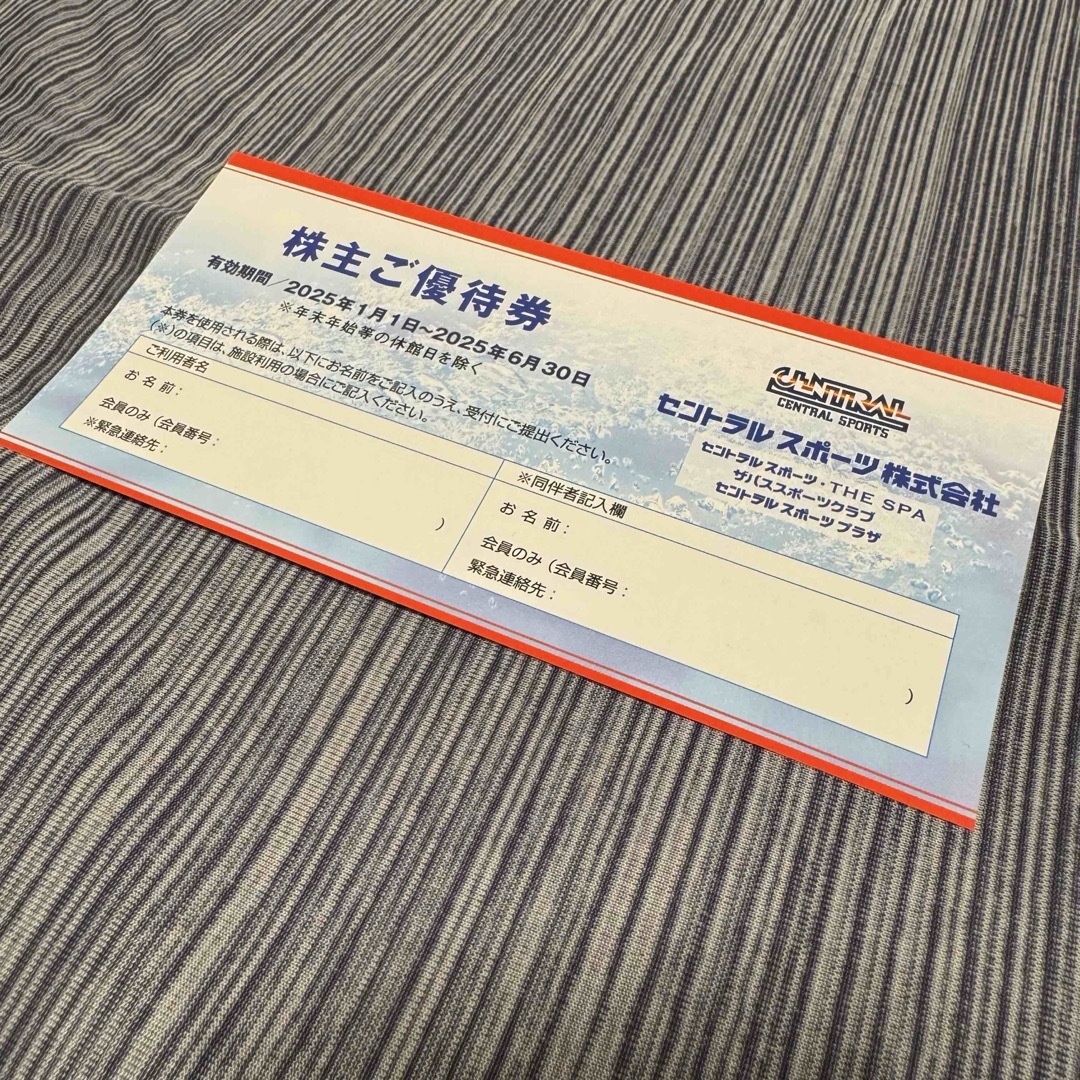 株主ご優待券
有効期間／2025年1月1日～2025年6月30日
※年末年始等の休館日を除く
本券を使用される際は、以下にお名前をご記入のうえ、受付にご提出ください。
(※)の項目は、施設利用の場合にご記入ください。
CENTRAL
CENTRAL SPORTS
セントラルスポーツ株式会社
セントラルスポーツ・THE SPA
ザバススポーツクラブ
セントラルスポーツプラザ
ご利用者名
お名前：
会員のみ（会員番号：
）
※緊急連絡先：
※同伴者記入欄
お名前：
会員のみ（会員番号：
）
緊急連絡先：